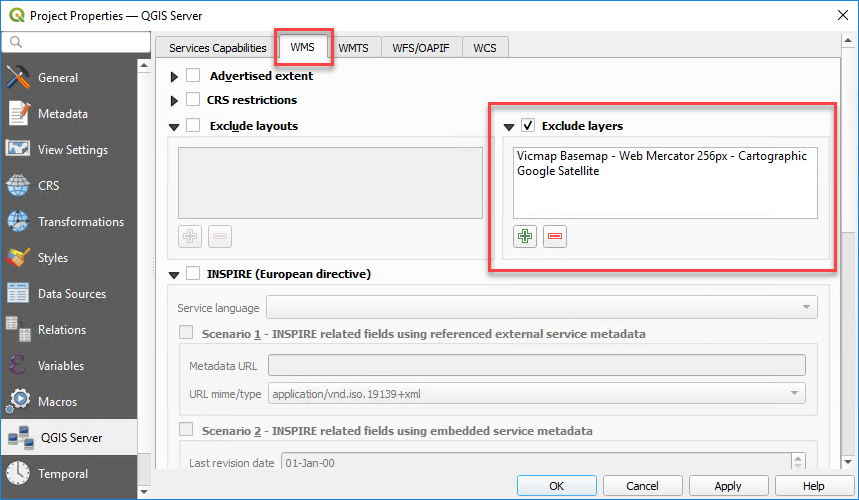 Project Properties — QGIS Server
General
Metadata
View Settings
CRS
Transformations
Styles
Data Sources
Relations
Variables
Macros
QGIS Server
Temporal
Services Capabilities WMS WMTS WFS/OAPIF WCS
Advertised extent
CRS restrictions
Exclude layouts
Exclude layers
Vicmap Basemap - Web Mercator 256px - Cartographic
Google Satellite
INSPIRE (European directive)
Service language
Scenario 1 - INSPIRE related fields using referenced external service metadata
Metadata URL
URL mime/type application/vnd.iso.19139+xml
Scenario 2 - INSPIRE related fields using embedded service metadata
Last revision date 01-Jan-00
OK Cancel Apply Help